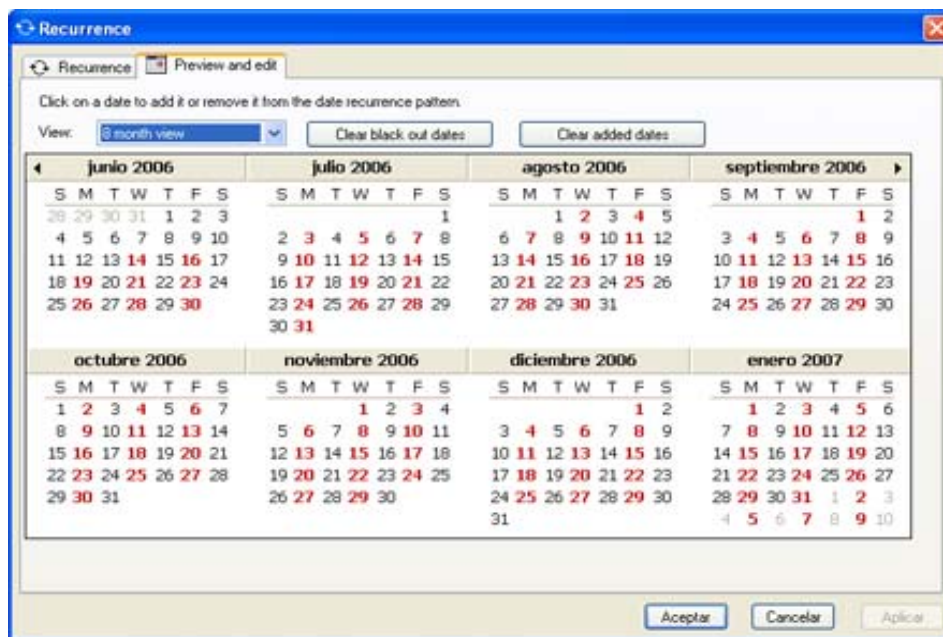 Recurrence
Recurrence Preview and edit
Click on a date to add it or remove it from the date recurrence pattern.
View: 8 month view Clear black out dates Clear added dates
junio 2006 julio 2006 agosto 2006 septiembre 2006
S M T W T F S S M T W T F S S M T W T F S S M T W T F S
28 29 30 31 1 2 3 1 1 2 3 4 5 1 2
4 5 6 7 8 9 10 2 3 4 5 6 7 8 6 7 8 9 10 11 12 3 4 5 6 7 8 9
11 12 13 14 15 16 17 9 10 11 12 13 14 15 13 14 15 16 17 18 19 10 11 12 13 14 15 16
18 19 20 21 22 23 24 16 17 18 19 20 21 22 20 21 22 23 24 25 26 17 18 19 20 21 22 23
25 26 27 28 29 30 23 24 25 26 27 28 29 27 28 29 30 31 24 25 26 27 28 29 30
30 31
octubre 2006 noviembre 2006 diciembre 2006 enero 2007
S M T W T F S S M T W T F S S M T W T F S S M T W T F S
1 2 3 4 5 6 7 1 2 3 4 1 2 1 2 3 4 5 6
8 9 10 11 12 13 14 5 6 7 8 9 10 11 3 4 5 6 7 8 9 7 8 9 10 11 12 13
15 16 17 18 19 20 21 12 13 14 15 16 17 18 10 11 12 13 14 15 16 14 15 16 17 18 19 20
22 23 24 25 26 27 28 19 20 21 22 23 24 25 17 18 19 20 21 22 23 21 22 23 24 25 26 27
29 30 31 26 27 28 29 30 24 25 26 27 28 29 30 28 29 30 31 1 2 3
31 4 5 6 7 8 9 10
Aceptar Cancelar Aplicar